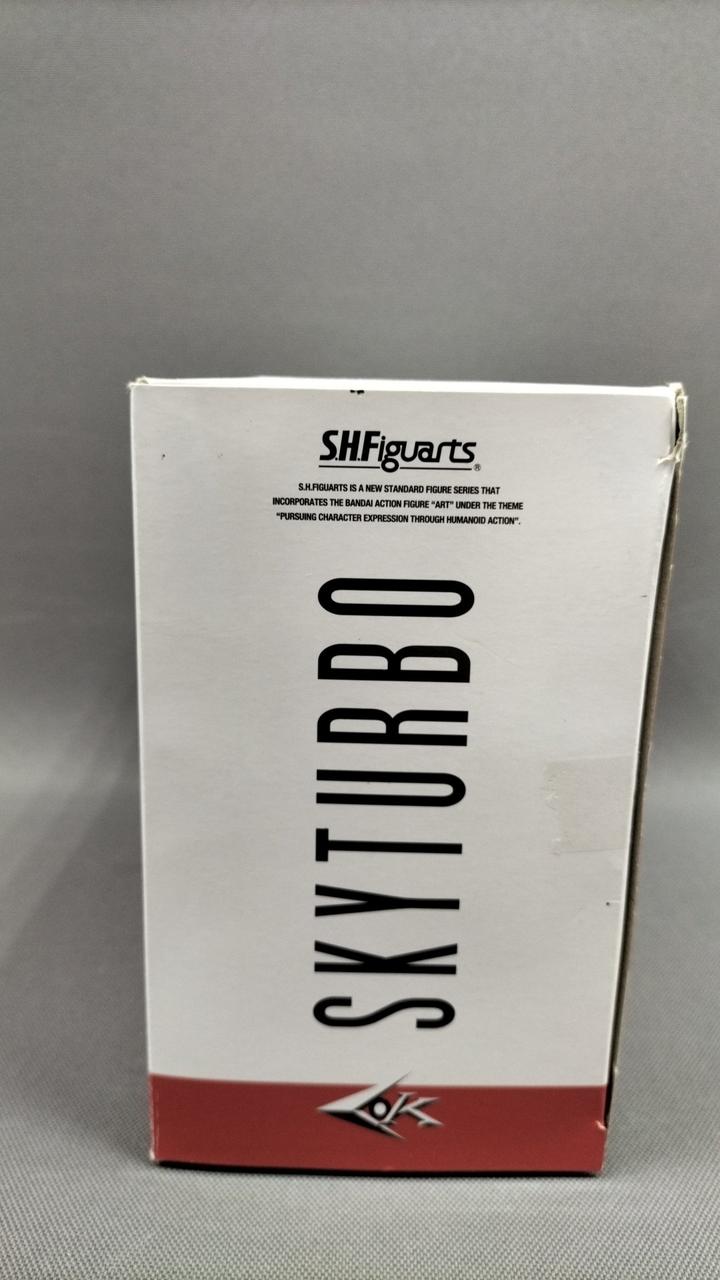 S.H.Figuarts®
S.H.FIGUARTS IS A NEW STANDARD FIGURE SERIES THAT
INCORPORATES THE BANDAI ACTION FIGURE "ART" UNDER THE THEME
"PURSUING CHARACTER EXPRESSION THROUGH HUMANOID ACTION".
SKYTURBO
OK